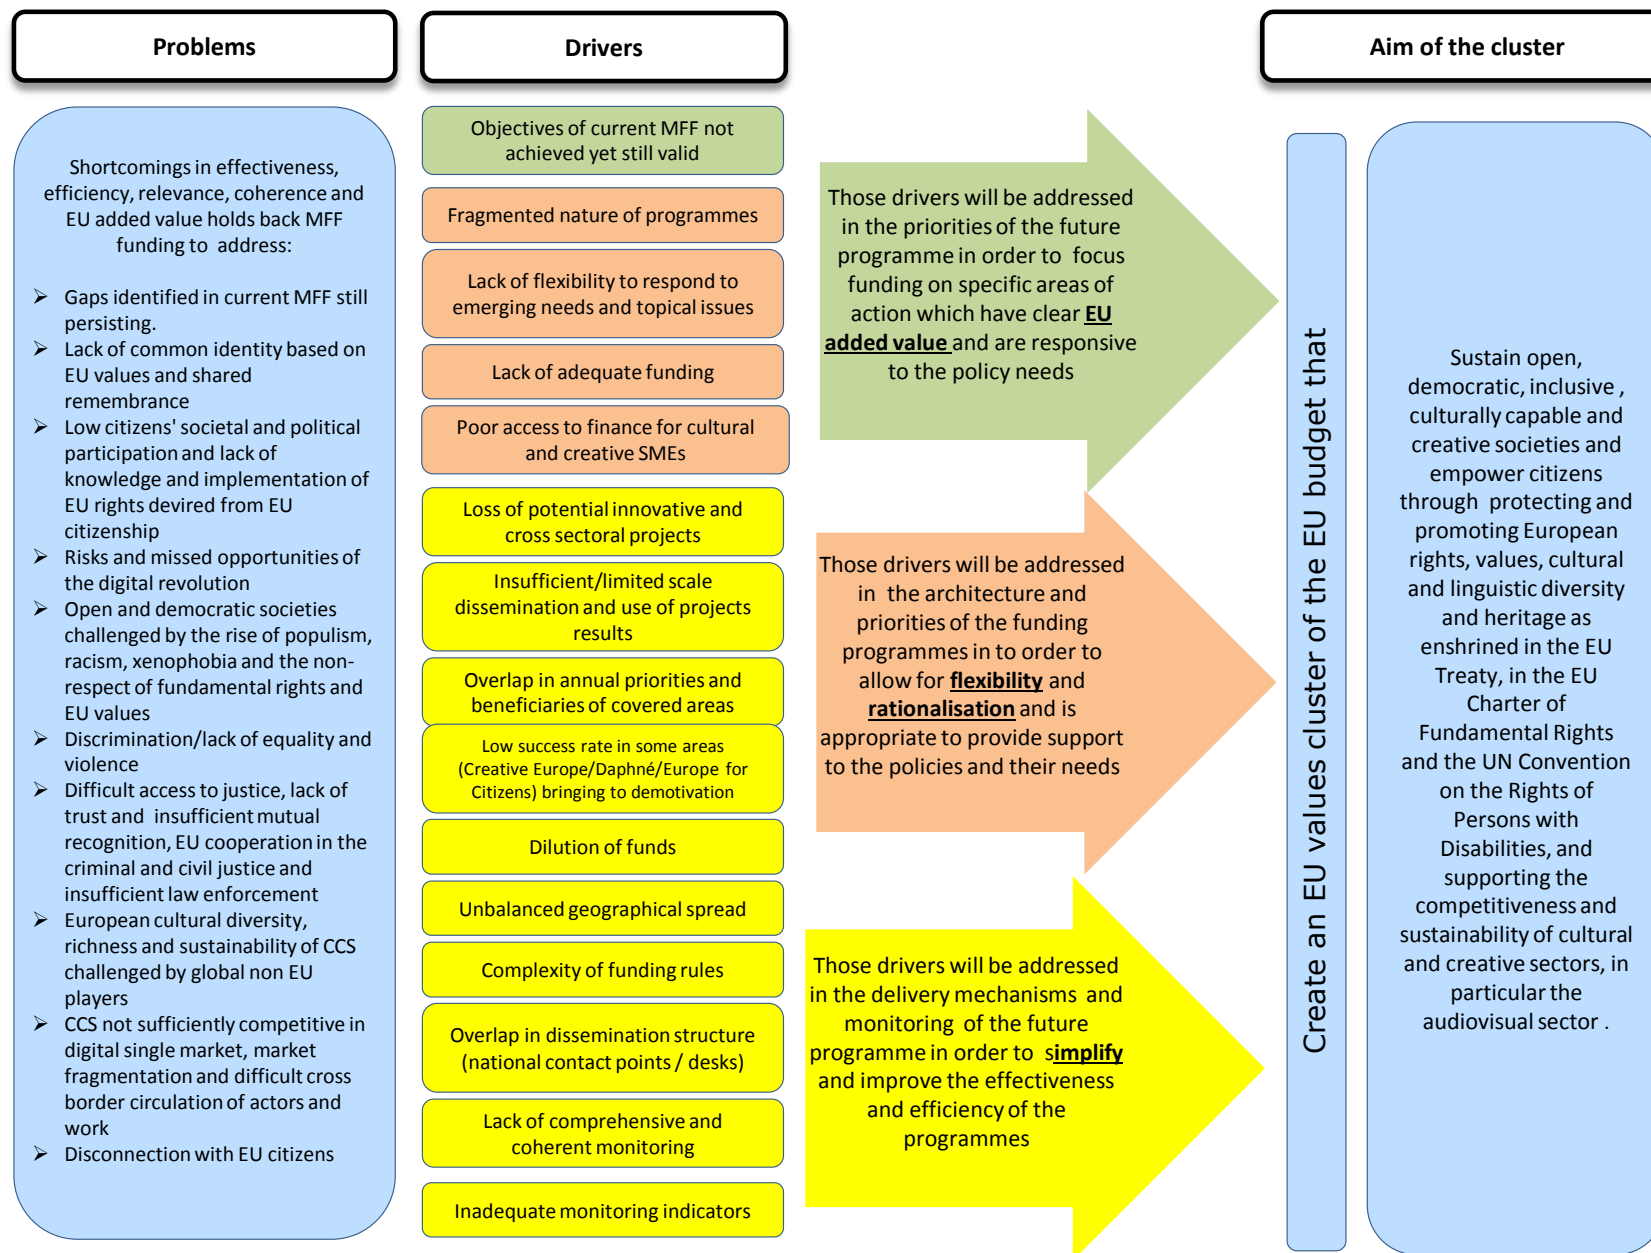 Problems
Shortcomings in effectiveness,
efficiency, relevance, coherence and
EU added value holds back MFF
funding to address:
➢ Gaps identified in current MFF still
persisting.
➢ Lack of common identity based on
EU values and shared
remembrance
➢ Low citizens' societal and political
participation and lack of
knowledge and implementation of
EU rights devired from EU
citizenship
➢ Risks and missed opportunities of
the digital revolution
➢ Open and democratic societies
challenged by the rise of populism,
racism, xenophobia and the non-
respect of fundamental rights and
EU values
➢ Discrimination/lack of equality and
violence
➢ Difficult access to justice, lack of
trust and insufficient mutual
recognition, EU cooperation in the
criminal and civil justice and
insufficient law enforcement
➢ European cultural diversity,
richness and sustainability of CCS
challenged by global non EU
players
➢ CCS not sufficiently competitive in
digital single market, market
fragmentation and difficult cross
border circulation of actors and
work
➢ Disconnection with EU citizens
Drivers
Objectives of current MFF not
achieved yet still valid
Fragmented nature of programmes
Lack of flexibility to respond to
emerging needs and topical issues
Lack of adequate funding
Poor access to finance for cultural
and creative SMEs
Loss of potential innovative and
cross sectoral projects
Insufficient/limited scale
dissemination and use of projects
results
Overlap in annual priorities and
beneficiaries of covered areas
Low success rate in some areas
(Creative Europe/Daphné/Europe for
Citizens) bringing to demotivation
Dilution of funds
Unbalanced geographical spread
Complexity of funding rules
Overlap in dissemination structure
(national contact points / desks)
Lack of comprehensive and
coherent monitoring
Inadequate monitoring indicators
Those drivers will be addressed
in the priorities of the future
programme in order to focus
funding on specific areas of
action which have clear EU
added value and are responsive
to the policy needs
Those drivers will be addressed
in the architecture and
priorities of the funding
programmes in to order to
allow for flexibility and
rationalisation and is
appropriate to provide support
to the policies and their needs
Those drivers will be addressed
in the delivery mechanisms and
monitoring of the future
programme in order to simplify
and improve the effectiveness
and efficiency of the
programmes
Aim of the cluster
Create an EU values cluster of the EU budget that
Sustain open,
democratic, inclusive ,
culturally capable and
creative societies and
empower citizens
through protecting and
promoting European
rights, values, cultural
and linguistic diversity
and heritage as
enshrined in the EU
Treaty, in the EU
Charter of
Fundamental Rights
and the UN Convention
on the Rights of
Persons with
Disabilities, and
supporting the
competitiveness and
sustainability of cultural
and creative sectors, in
particular the
audiovisual sector .